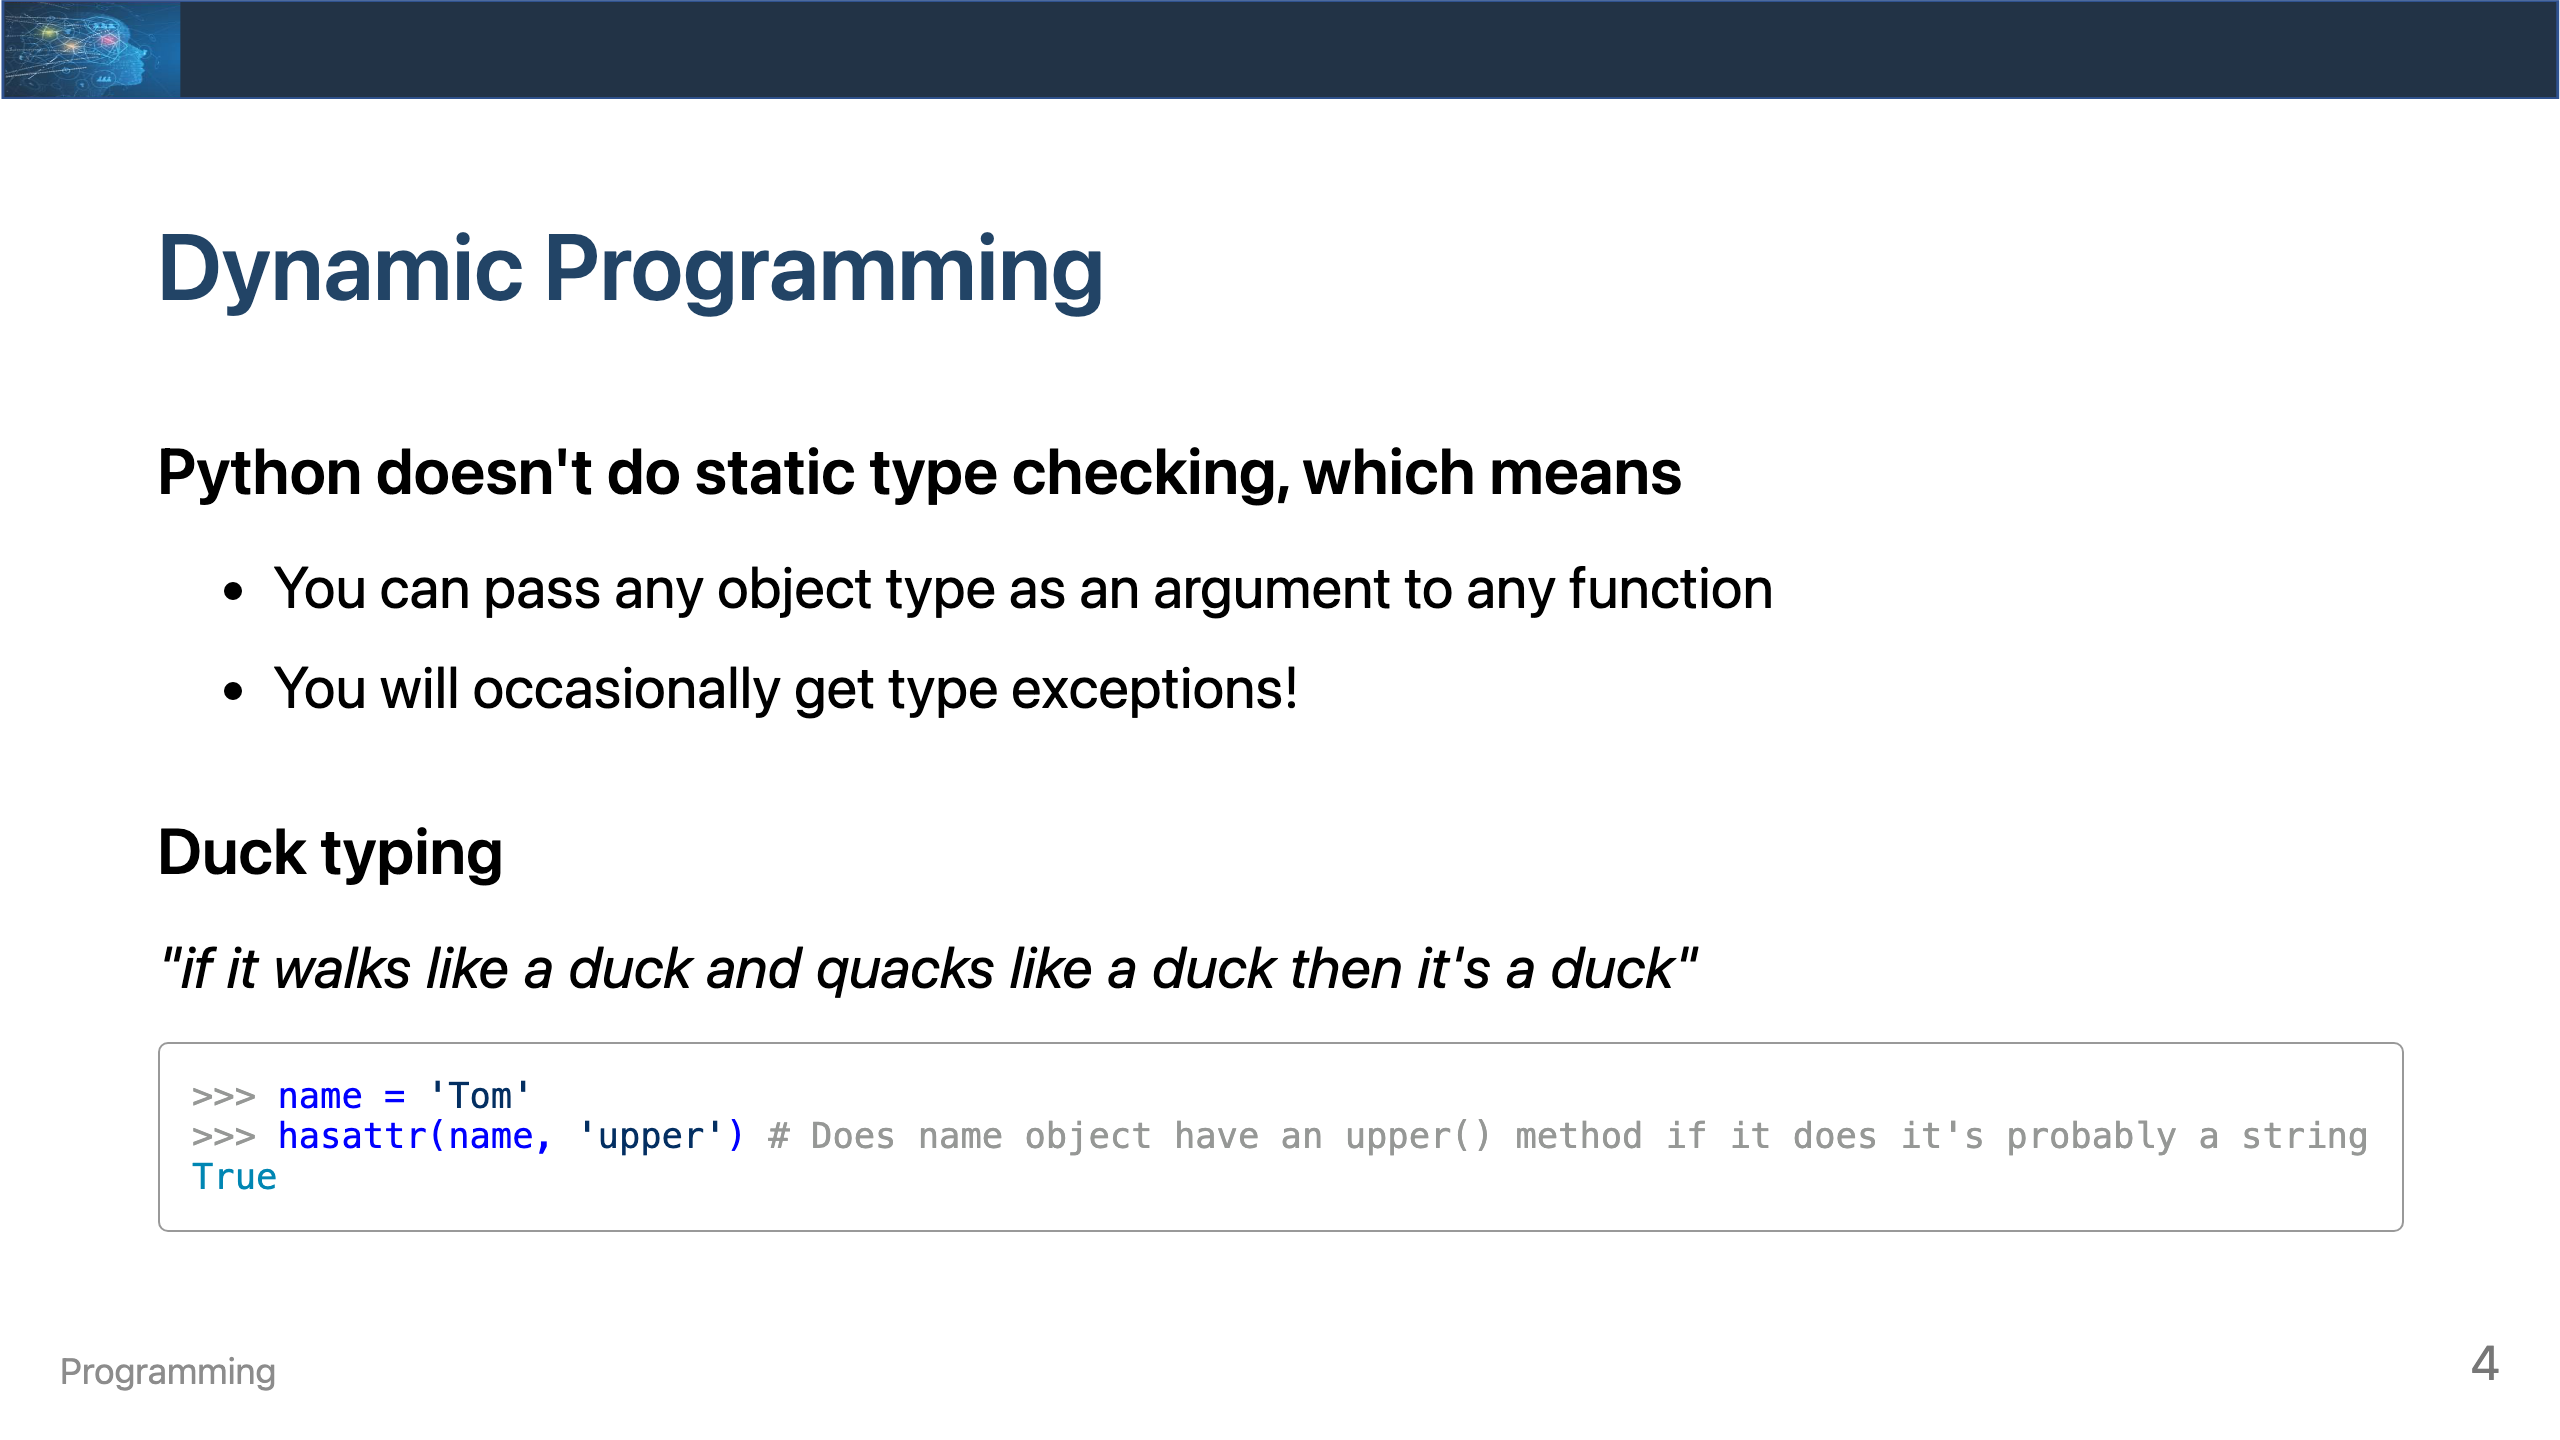 Dynamic Programming
Python doesn't do static type checking, which means
• You can pass any object type as an argument to any function
• You will occasionally get type exceptions!
Duck typing
"if it walks like a duck and quacks like a duck then it's a duck"
>>> name = 'Tom'
>>> hasattr(name, 'upper') # Does name object have an upper() method if it does it's probably a string
True
Programming
4